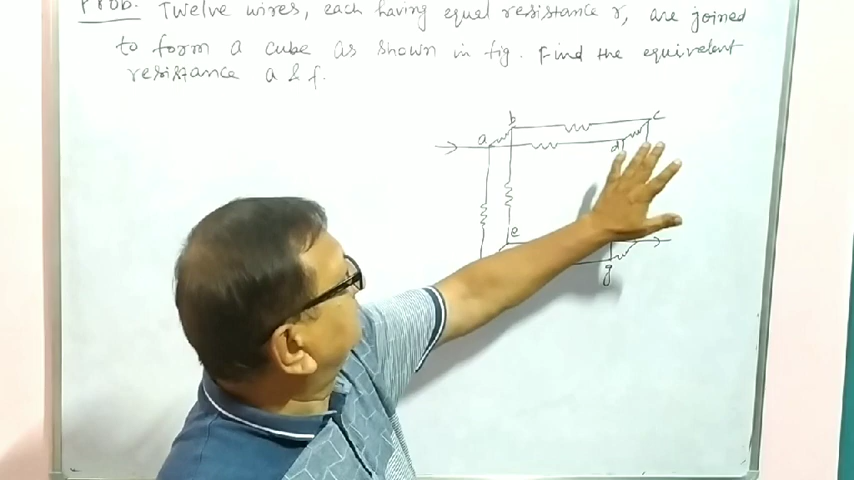 Prob. Twelve wires, each having equal resistance r, are joined
to form a cube as shown in fig. Find the equivalent
resistance a & f.
b
c
a
d
e
g